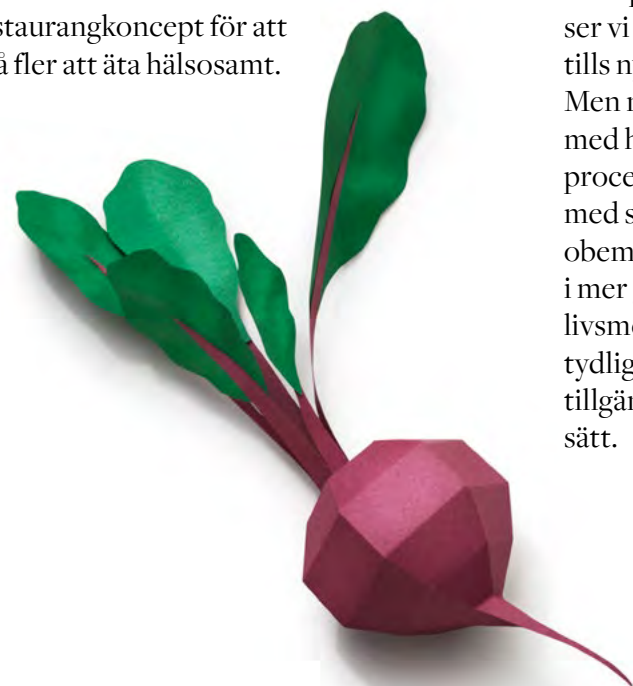 staurangkoncept för att
å fler att äta hälsosamt.
ser vi
tills n
Men n
med h
proce
med s
obem
i mer
livsm
tydlig
tillgän
sätt.